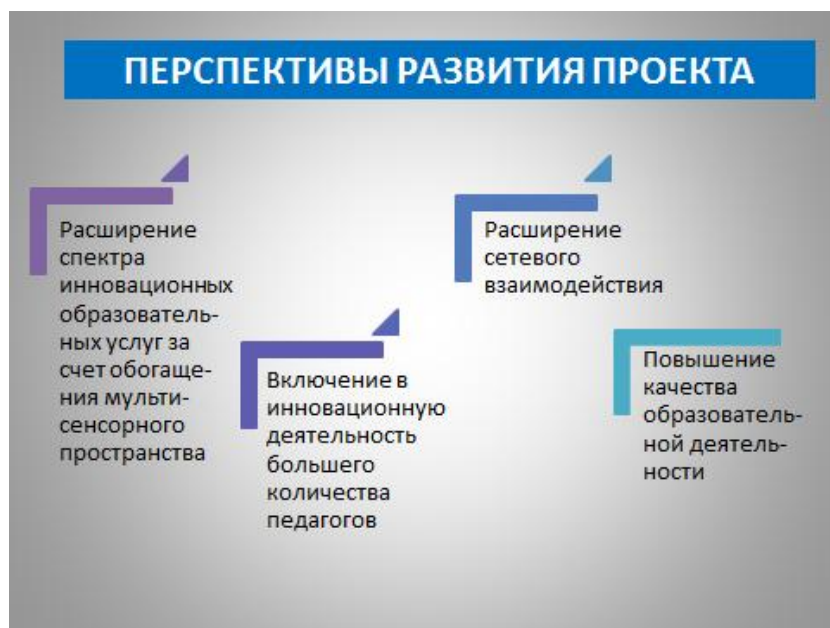 ПЕРСПЕКТИВЫ РАЗВИТИЯ ПРОЕКТА
Расширение
спектра
инновационных
образователь-
ных услуг за
счет обогаще-
ния мульти-
сенсорного
пространства
Включение в
инновационную
деятельность
большего
количества
педагогов
Расширение
сетевого
взаимодействия
Повышение
качества
образователь-
ной деятель-
ности